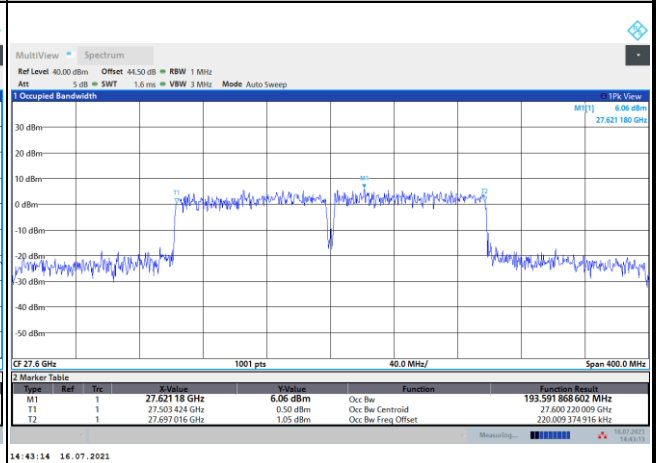 MultiView Spectrum
Ref Level 40.00 dBm Offset 44.50 dB RBW 1 MHz
Att 5 dB SWT 1.6 ms VBW 3 MHz Mode Auto Sweep
1 Occupied Bandwidth 1Pk View
M1[1] 6.06 dBm
27.621 180 GHz
30 dBm
20 dBm
10 dBm
M1
T1 T2
0 dBm
-10 dBm
-20 dBm
-30 dBm
-40 dBm
-50 dBm
CF 27.6 GHz 1001 pts 40.0 MHz/ Span 400.0 MHz
2 Marker Table
Type Ref Trc X-Value Y-Value Function Function Result
M1 1 27.621 18 GHz 6.06 dBm Occ Bw 193.591 868 602 MHz
T1 1 27.503 424 GHz 0.50 dBm Occ Bw Centroid 27.600 220 009 GHz
T2 1 27.697 016 GHz 1.05 dBm Occ Bw Freq Offset 220.009 374 916 kHz
Measuring... 16.07.2021
14:43:13
14:43:14 16.07.2021